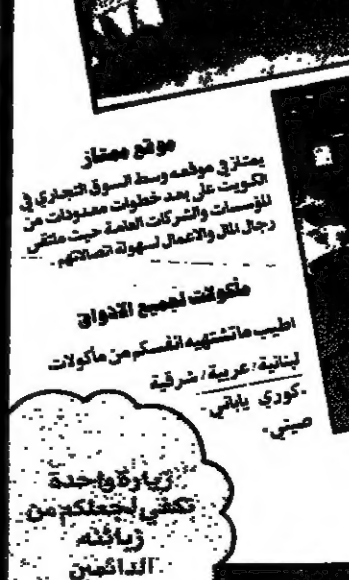 موقع ممتاز
يمتاز في موقعه وسط السوق التجاري في
الكويت على بعد خطوات معدودات من
المؤسسات والشركات العامة حيث ملتقى
رجال المال والاعمال لسهولة اتصالاتهم.
مأكولات لجميع الاذواق
اطيب ماتشتهيه انفسكم من مأكولات
لبنانية / عربية / شرقية
- كوري ياباني -
صيني -
زيارة واحدة
تكفي لجعلكم من
زبائنه
الدائمين